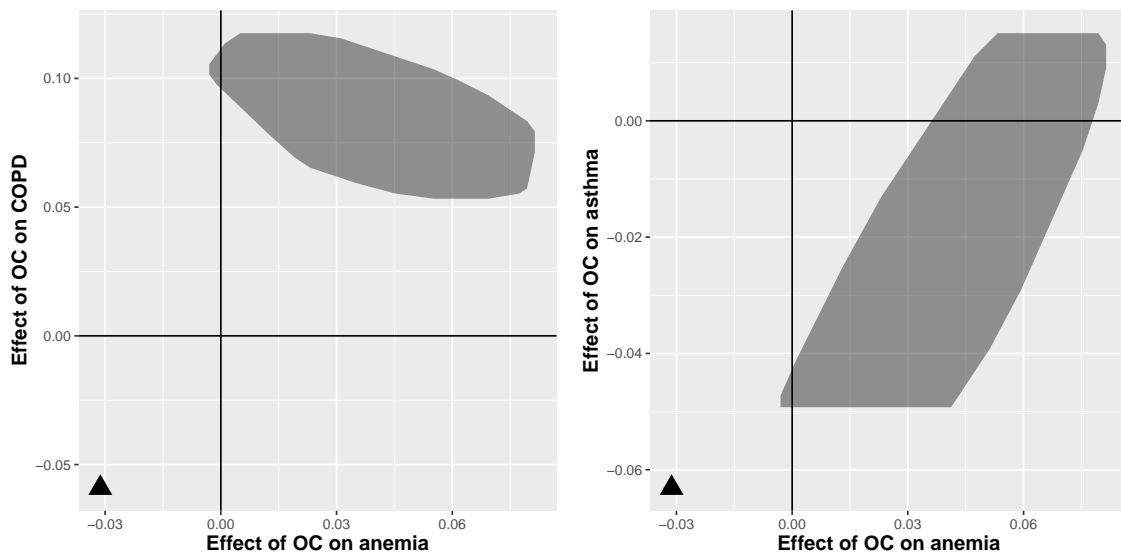 Effect of OC on COPD
0.10
0.05
0.00
−0.05
−0.03 0.00 0.03 0.06
Effect of OC on anemia
Effect of OC on asthma
0.00
−0.02
−0.04
−0.06
−0.03 0.00 0.03 0.06
Effect of OC on anemia